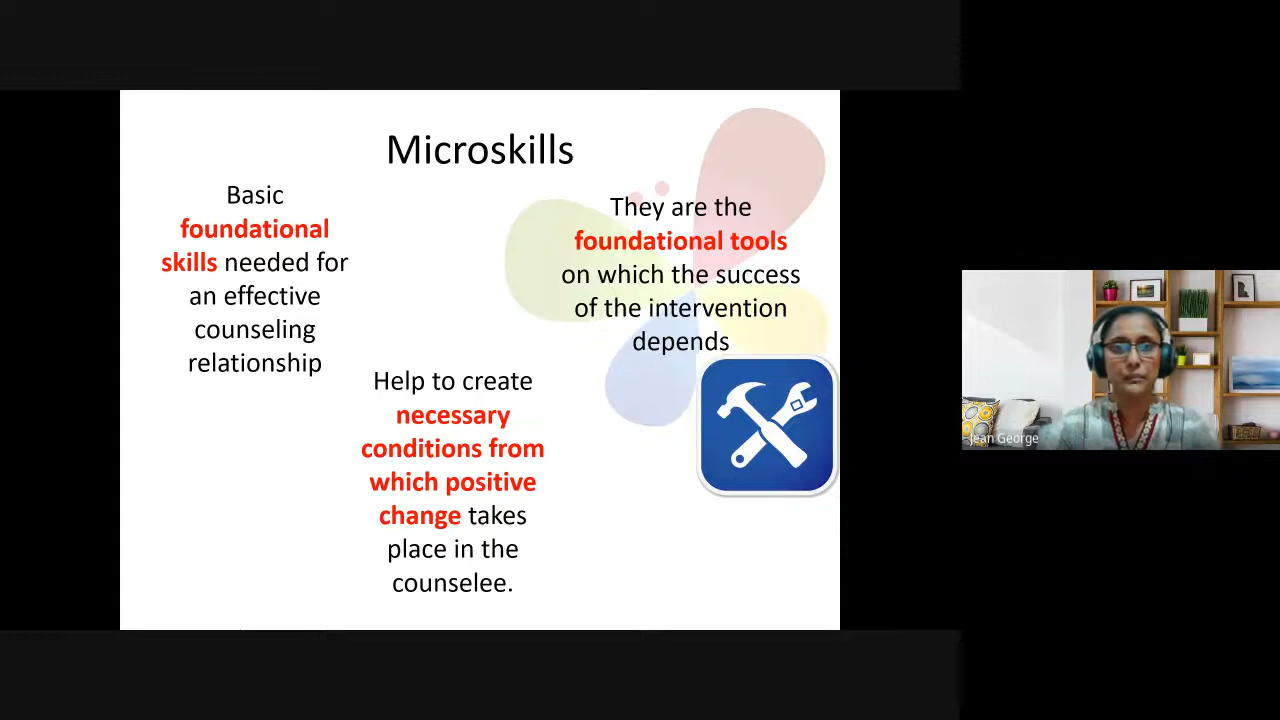 Microskills
Basic
foundational
skills needed for
an effective
counseling
relationship
They are the
foundational tools
on which the success
of the intervention
depends
Help to create
necessary
conditions from
which positive
change takes
place in the
counselee.
Jean George